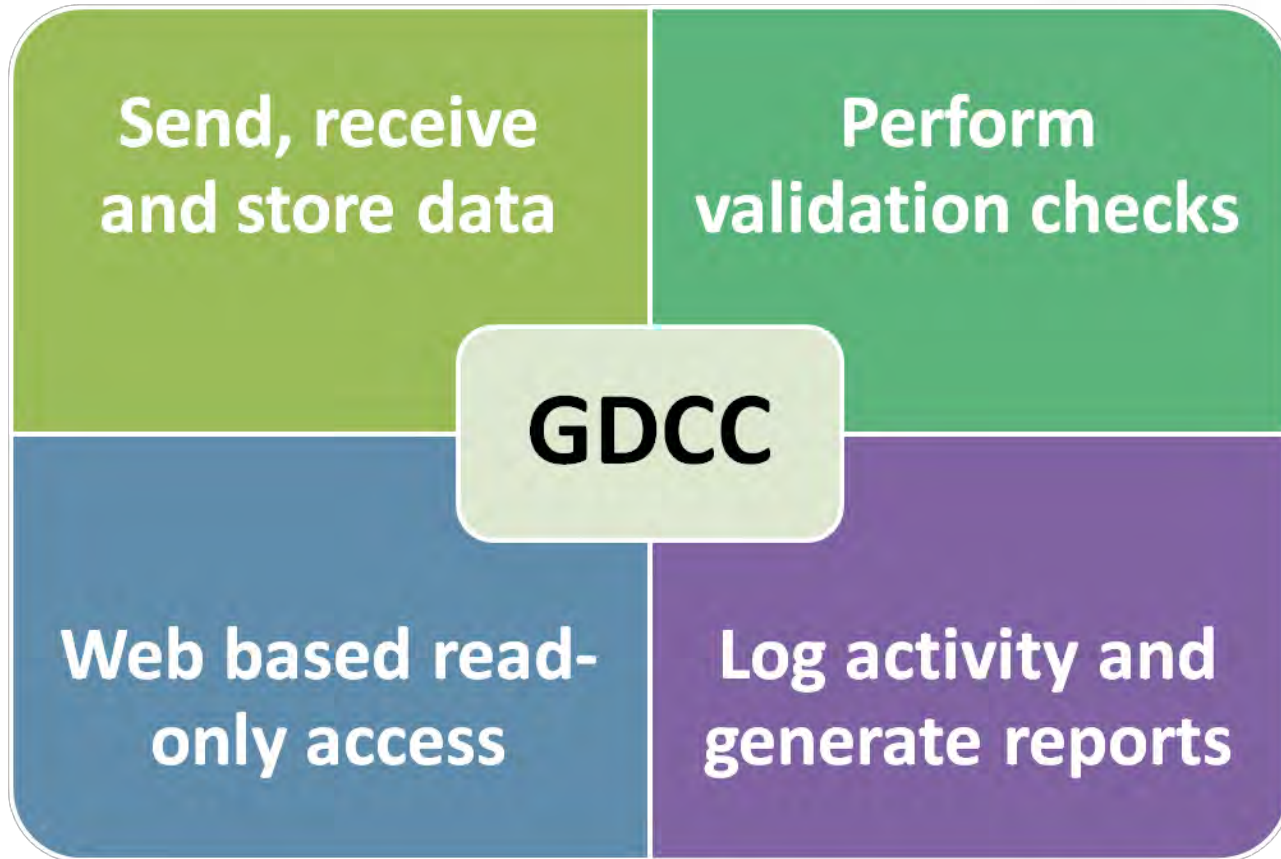 Send, receive
and store data
Perform
validation checks
GDCC
Web based read-
only access
Log activity and
generate reports